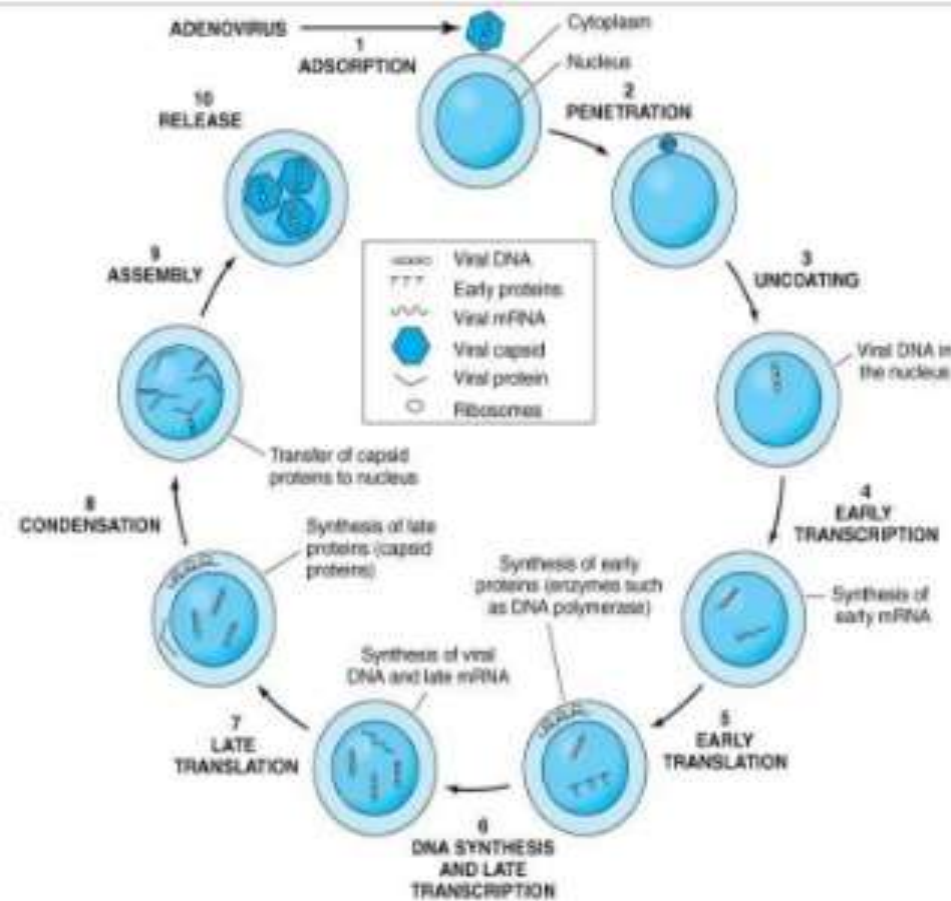 ADENOVIRUS
1
ADSORPTION
Cytoplasm
Nucleus
2
PENETRATION
3
UNCOATING
Viral DNA in
the nucleus
4
EARLY
TRANSCRIPTION
Synthesis of
early mRNA
5
EARLY
TRANSLATION
Synthesis of early
proteins (enzymes such
as DNA polymerase)
6
DNA SYNTHESIS
AND LATE
TRANSCRIPTION
Synthesis of viral
DNA and late mRNA
7
LATE
TRANSLATION
Synthesis of late
proteins (capsid
proteins)
8
CONDENSATION
Transfer of capsid
proteins to nucleus
9
ASSEMBLY
10
RELEASE
Viral DNA
Early proteins
Viral mRNA
Viral capsid
Viral protein
Ribosomes